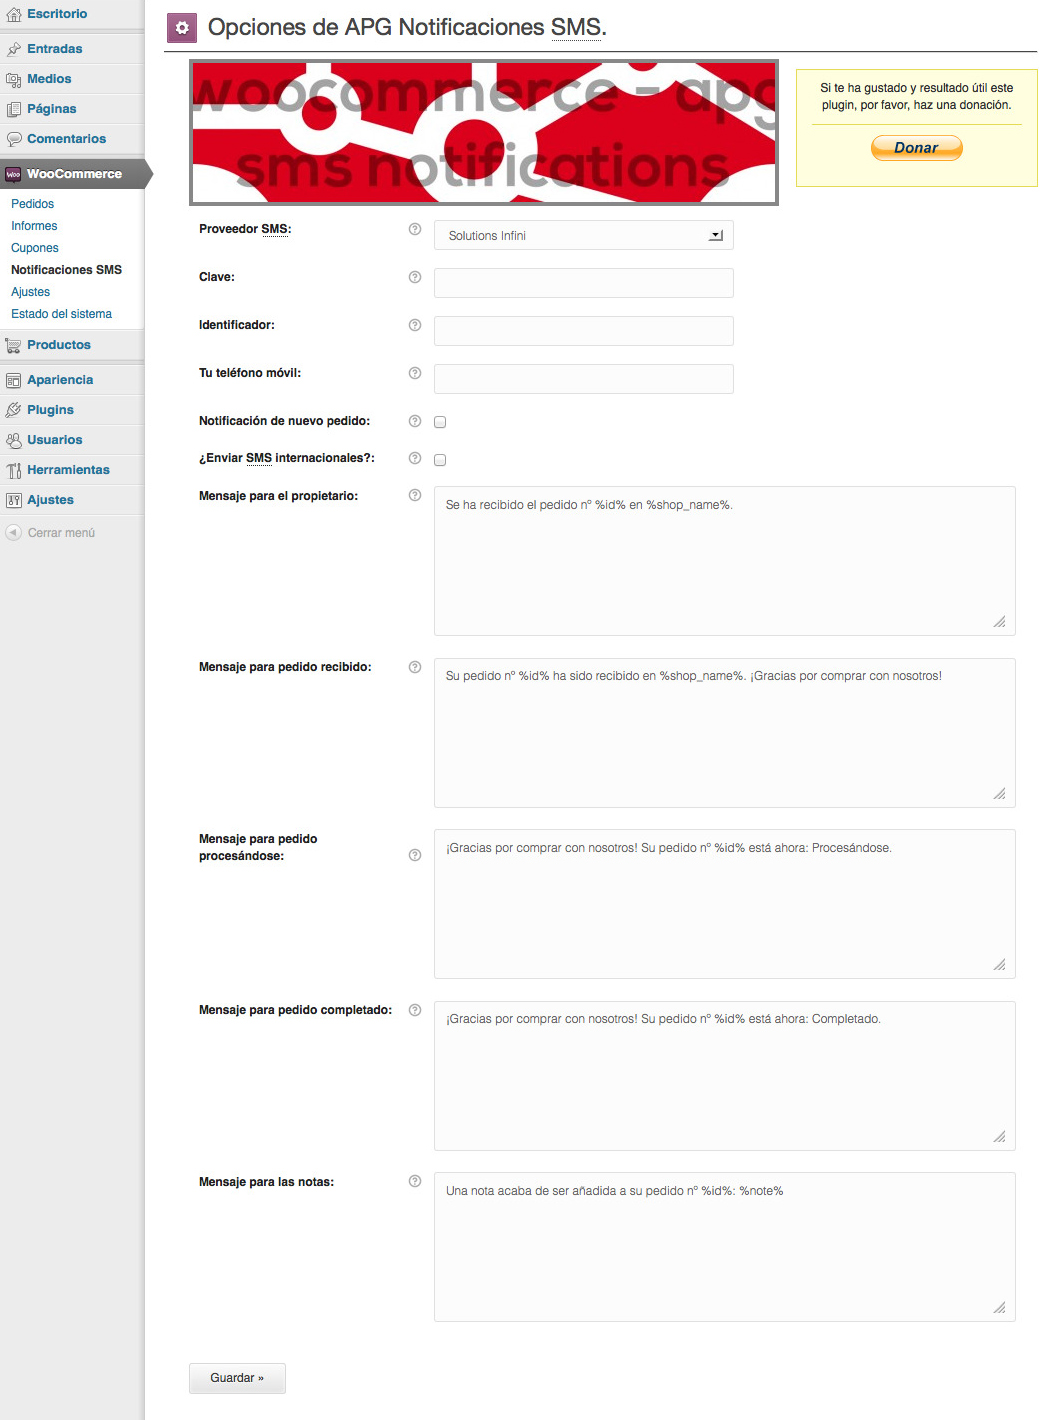 Escritorio
Entradas
Medios
Páginas
Comentarios
Woo WooCommerce
Pedidos
Informes
Cupones
Notificaciones SMS
Ajustes
Estado del sistema
Productos
Apariencia
Plugins
Usuarios
Herramientas
Ajustes
Cerrar menú
Opciones de APG Notificaciones SMS.
woocommerce - apg
sms notifications
Si te ha gustado y resultado útil este
plugin, por favor, haz una donación.
Donar
Proveedor SMS: ? Solutions Infini
Clave: ?
Identificador: ?
Tu teléfono móvil: ?
Notificación de nuevo pedido: ?
¿Enviar SMS internacionales?: ?
Mensaje para el propietario: ? Se ha recibido el pedido nº %id% en %shop_name%.
Mensaje para pedido recibido: ? Su pedido nº %id% ha sido recibido en %shop_name%. ¡Gracias por comprar con nosotros!
Mensaje para pedido
procesándose: ? ¡Gracias por comprar con nosotros! Su pedido nº %id% está ahora: Procesándose.
Mensaje para pedido completado: ? ¡Gracias por comprar con nosotros! Su pedido nº %id% está ahora: Completado.
Mensaje para las notas: ? Una nota acaba de ser añadida a su pedido nº %id%: %note%
Guardar »